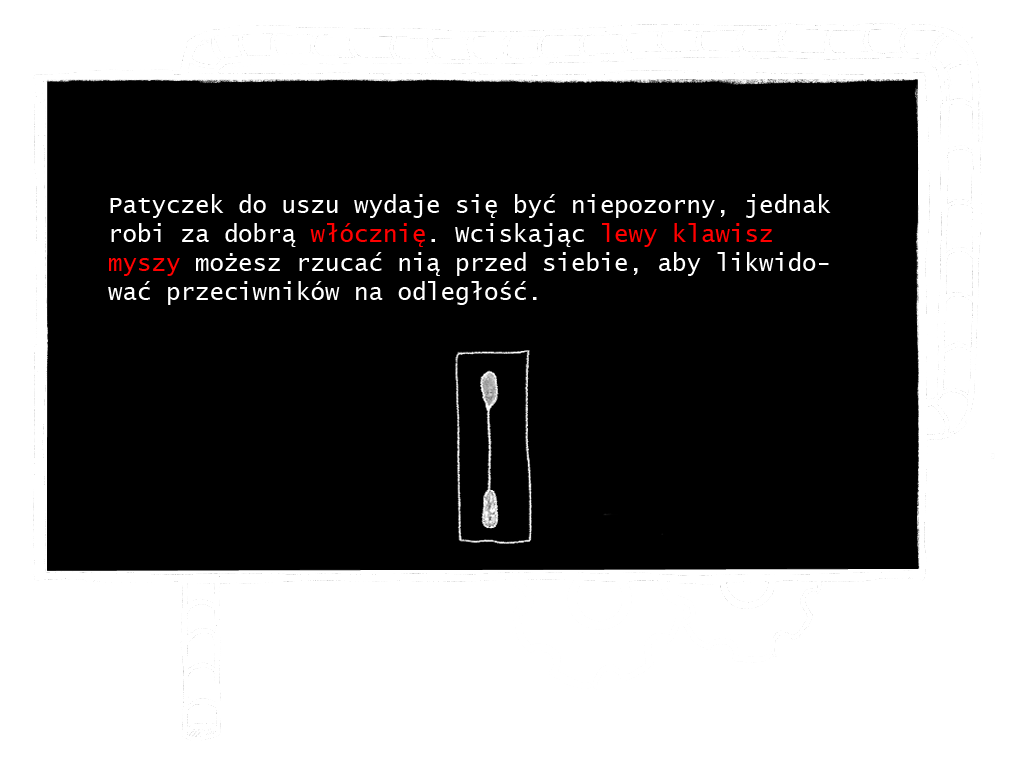 Patyczek do uszu wydaje się być niepozorny, jednak
robi za dobrą włócznię. Wciskając lewy klawisz
myszy możesz rzucać nią przed siebie, aby likwido-
wać przeciwników na odległość.